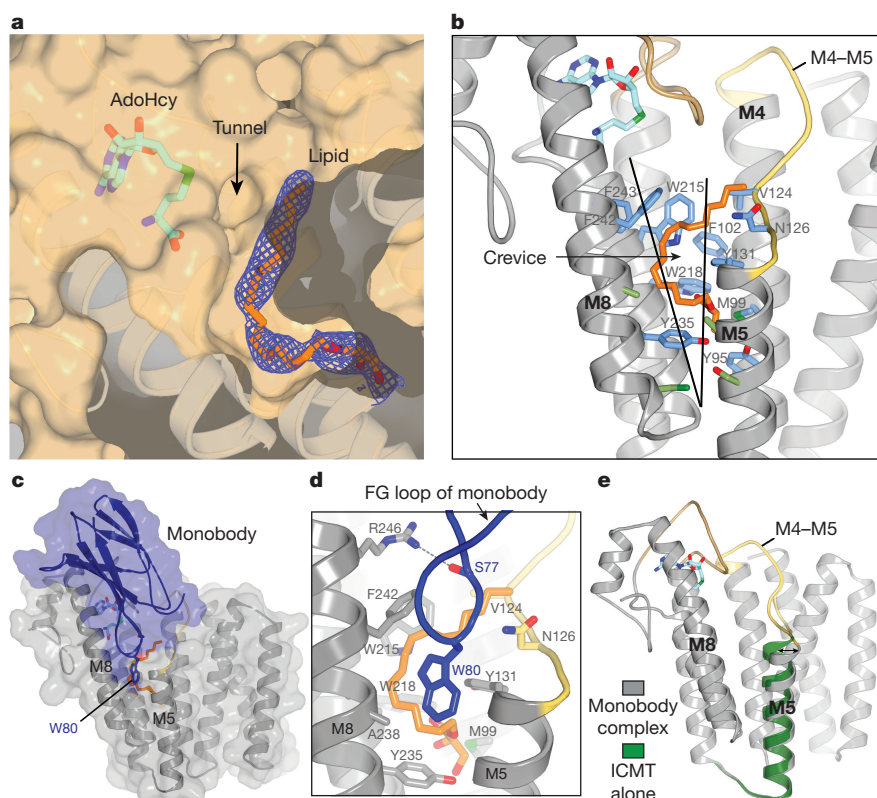 a
AdoHcy
Tunnel
Lipid
b
M4–M5
M4
F243
W215
V124
F242
F102
N126
Crevice
Y131
W218
M8
M99
M5
Y235
Y95
c
Monobody
M8
W80
M5
d
FG loop of monobody
R246
S77
F242
V124
N126
W215
W80
Y131
W218
M8
A238
M99
Y235
M5
e
M4–M5
M8
M5
Monobody
complex
ICMT
alone